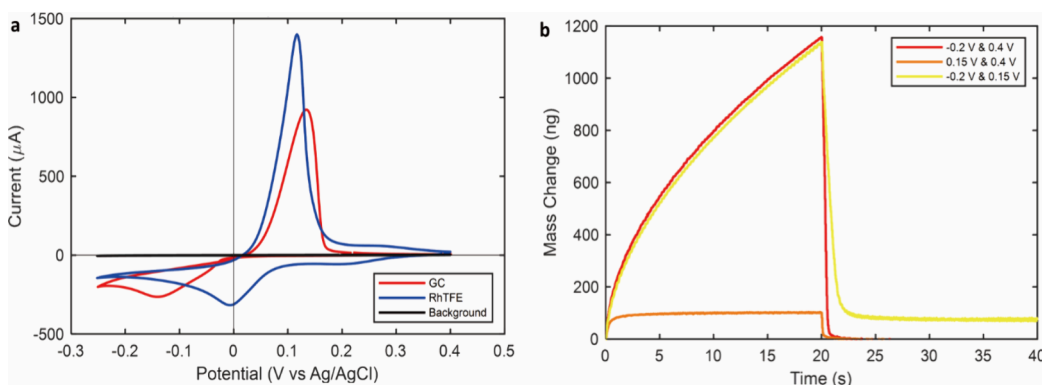 a
1500
1000
500
0
-500
Current (μA)
-0.3 -0.2 -0.1 0 0.1 0.2 0.3 0.4 0.5
Potential (V vs Ag/AgCl)
GC
RhTFE
Background
b
1200
1000
800
600
400
200
0
Mass Change (ng)
0 5 10 15 20 25 30 35 40
Time (s)
-0.2 V & 0.4 V
0.15 V & 0.4 V
-0.2 V & 0.15 V